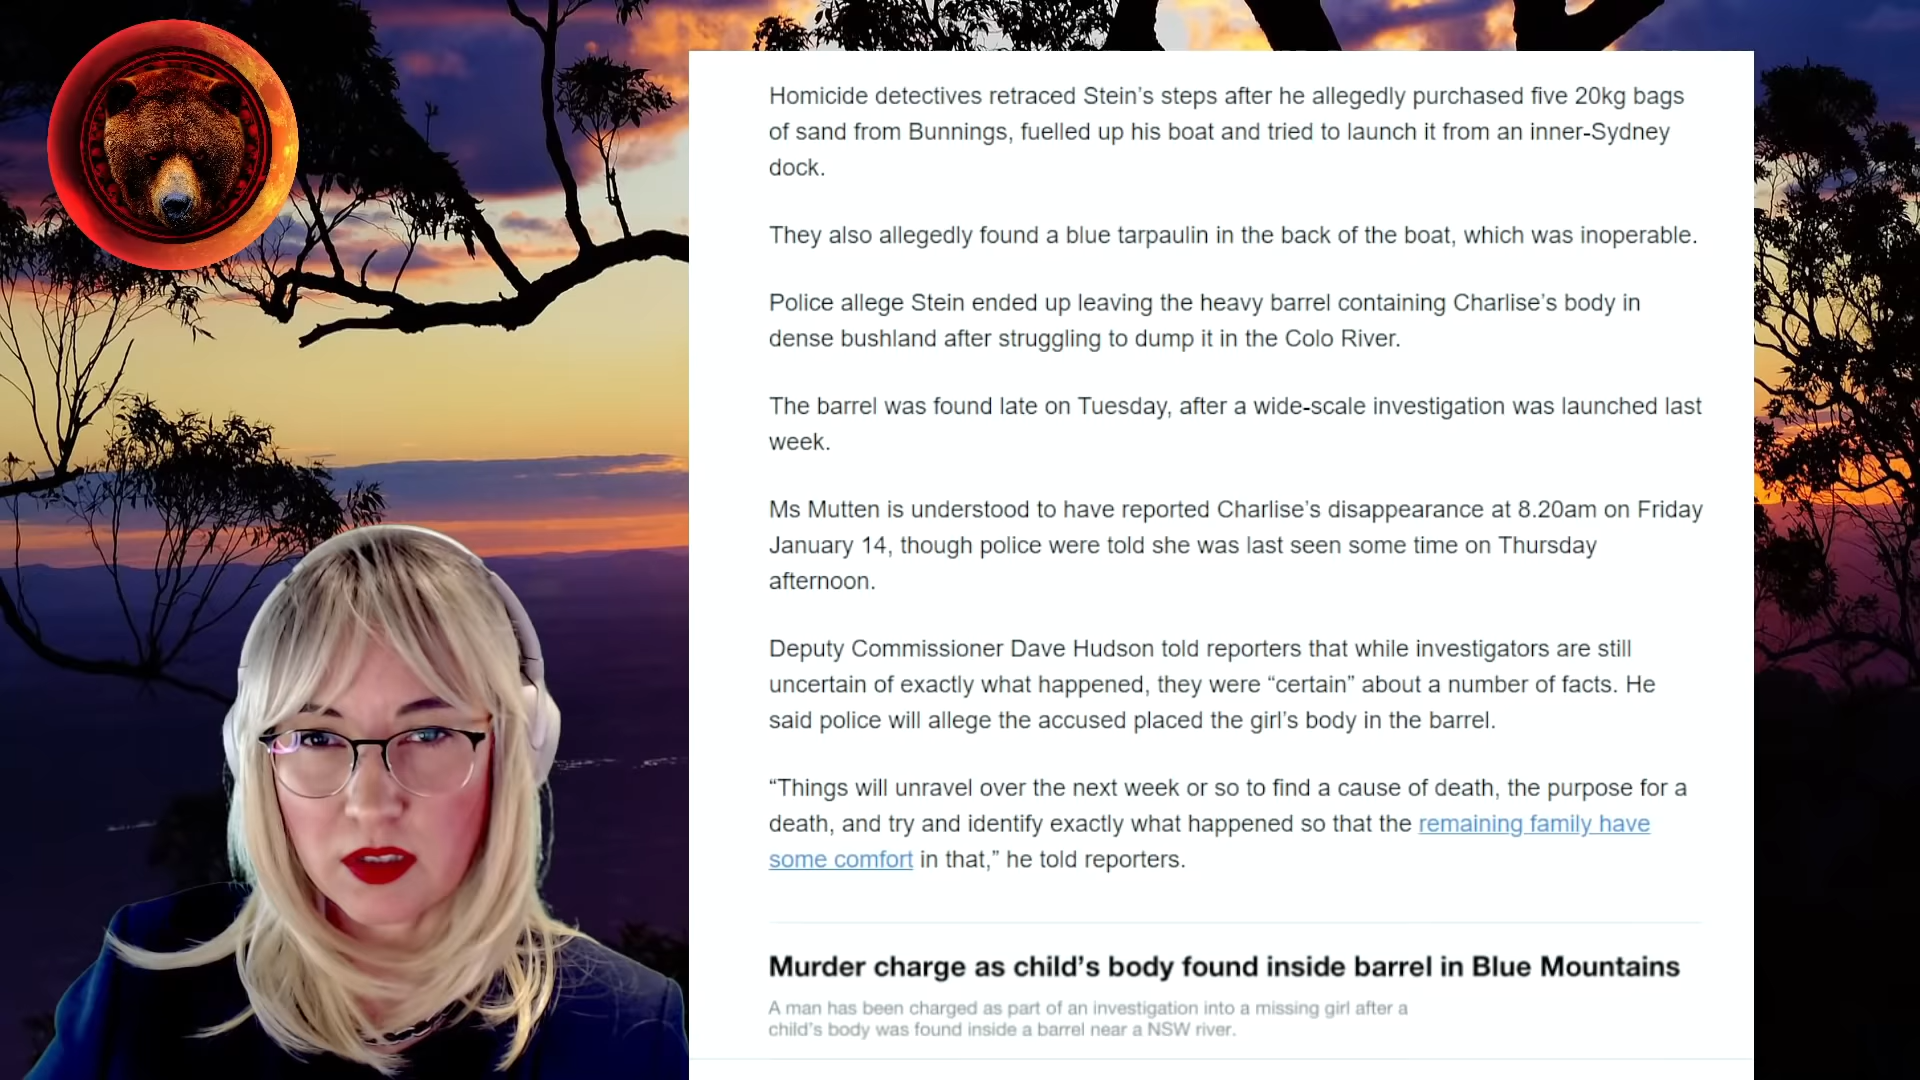 Homicide detectives retraced Stein’s steps after he allegedly purchased five 20kg bags
of sand from Bunnings, fuelled up his boat and tried to launch it from an inner-Sydney
dock.
They also allegedly found a blue tarpaulin in the back of the boat, which was inoperable.
Police allege Stein ended up leaving the heavy barrel containing Charlise’s body in
dense bushland after struggling to dump it in the Colo River.
The barrel was found late on Tuesday, after a wide-scale investigation was launched last
week.
Ms Mutten is understood to have reported Charlise’s disappearance at 8.20am on Friday
January 14, though police were told she was last seen some time on Thursday
afternoon.
Deputy Commissioner Dave Hudson told reporters that while investigators are still
uncertain of exactly what happened, they were “certain” about a number of facts. He
said police will allege the accused placed the girl’s body in the barrel.
“Things will unravel over the next week or so to find a cause of death, the purpose for a
death, and try and identify exactly what happened so that the remaining family have
some comfort in that,” he told reporters.
Murder charge as child’s body found inside barrel in Blue Mountains
A man has been charged as part of an investigation into a missing girl after a
child’s body was found inside a barrel near a NSW river.